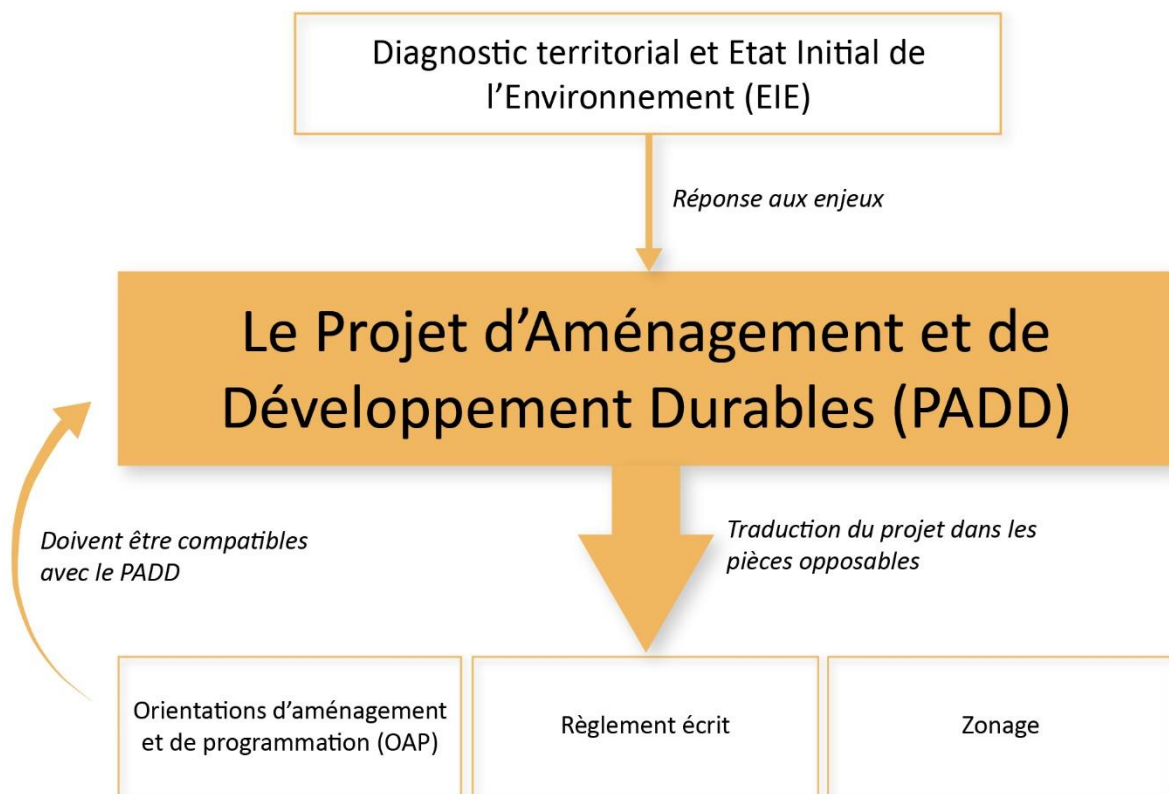 Diagnostic territorial et Etat Initial de
l’Environnement (EIE)
Réponse aux enjeux
Le Projet d’Aménagement et de
Développement Durables (PADD)
Doivent être compatibles
avec le PADD
Traduction du projet dans les
pièces opposables
Orientations d’aménagement
et de programmation (OAP)
Règlement écrit
Zonage